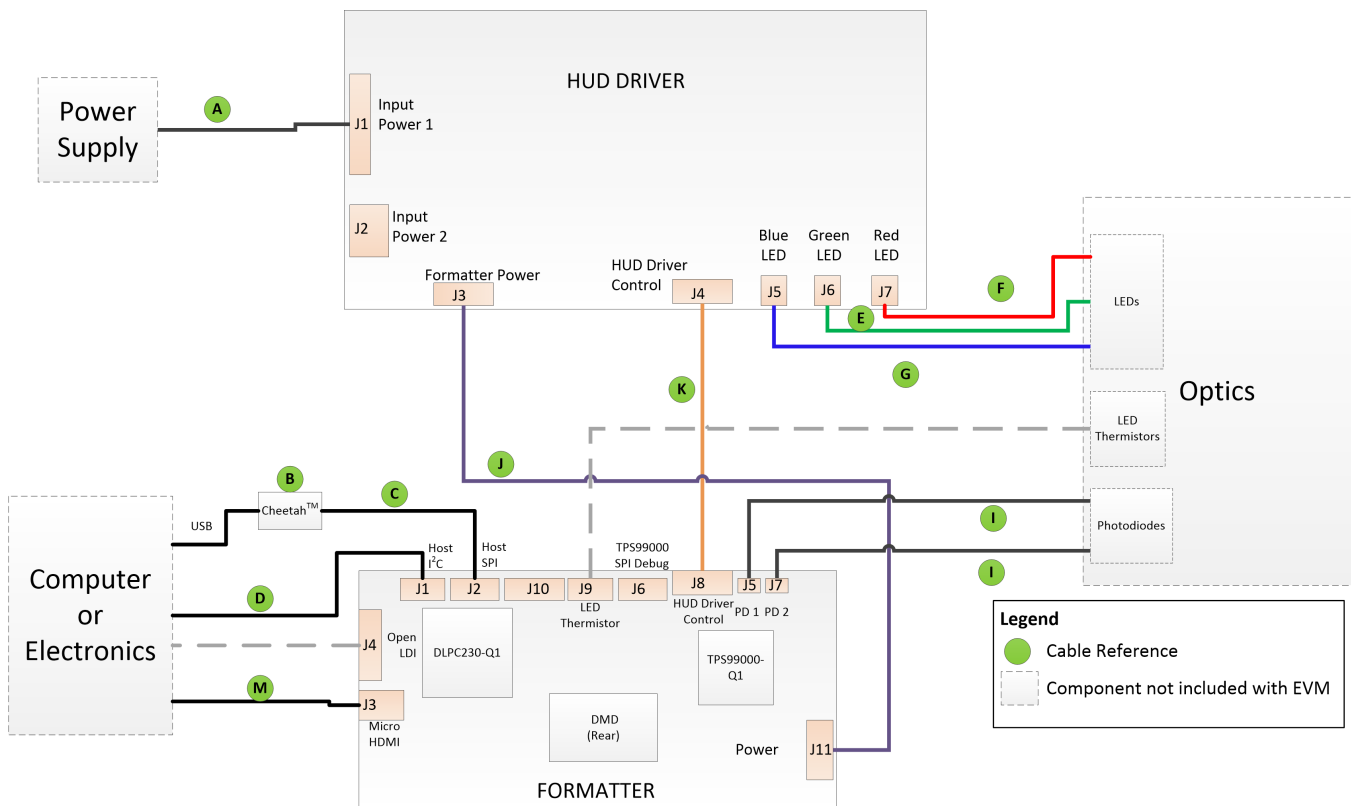 HUD DRIVER
Power
Supply
A
J1
Input
Power 1
J2
Input
Power 2
Formatter Power
J3
HUD Driver
Control
J4
Blue
LED
J5
Green
LED
J6
Red
LED
J7
E
F
G
LEDs
Optics
LED
Thermistors
Photodiodes
K
J
I
I
B
Cheetah™
C
USB
Computer
or
Electronics
D
M
Host
I²C
J1
Host
SPI
J2
J10
J9
LED
Thermistor
TPS99000
SPI Debug
J6
J8
HUD Driver
Control
J5
PD 1
J7
PD 2
J4
Open
LDI
DLPC230-Q1
TPS99000-
Q1
J3
Micro
HDMI
DMD
(Rear)
Power
J11
FORMATTER
Legend
Cable Reference
Component not included with EVM